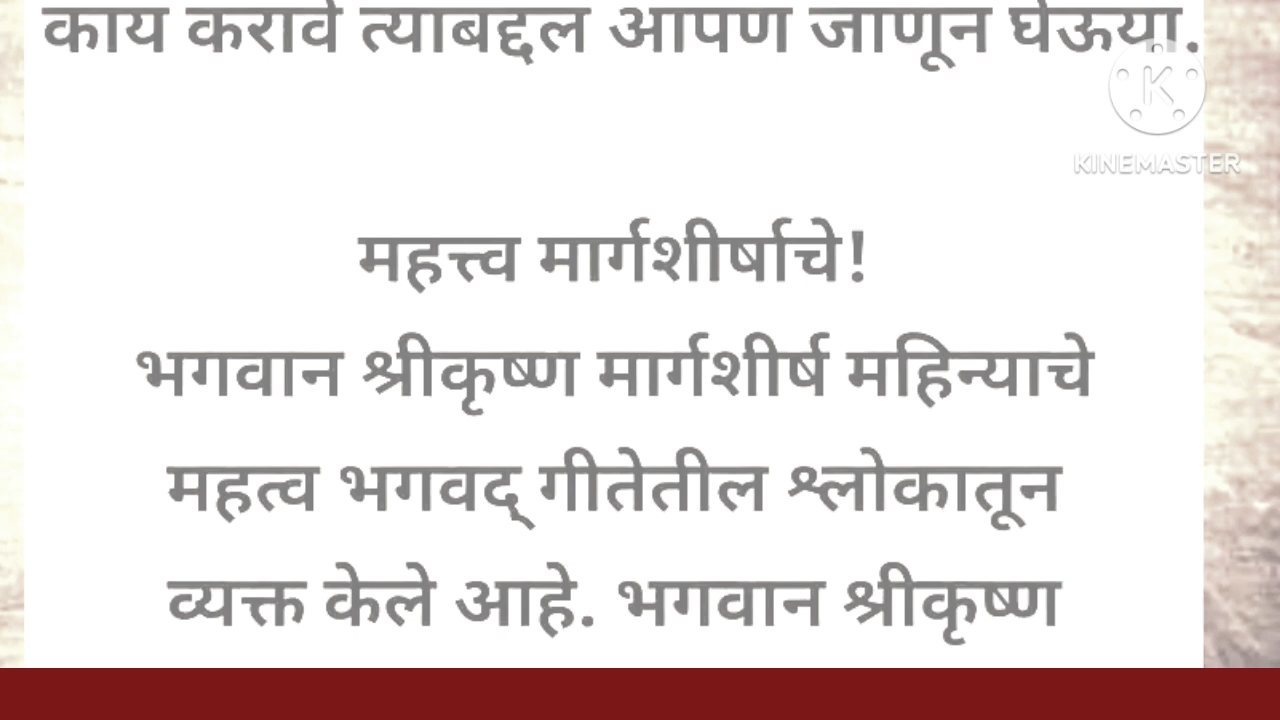 काय करावे त्याबद्दल आपण जाणून घेऊया.
KINEMASTER
महत्त्व मार्गशीर्षाचे!
भगवान श्रीकृष्ण मार्गशीर्ष महिन्याचे
महत्व भगवद् गीतेतील श्लोकातून
व्यक्त केले आहे. भगवान श्रीकृष्ण